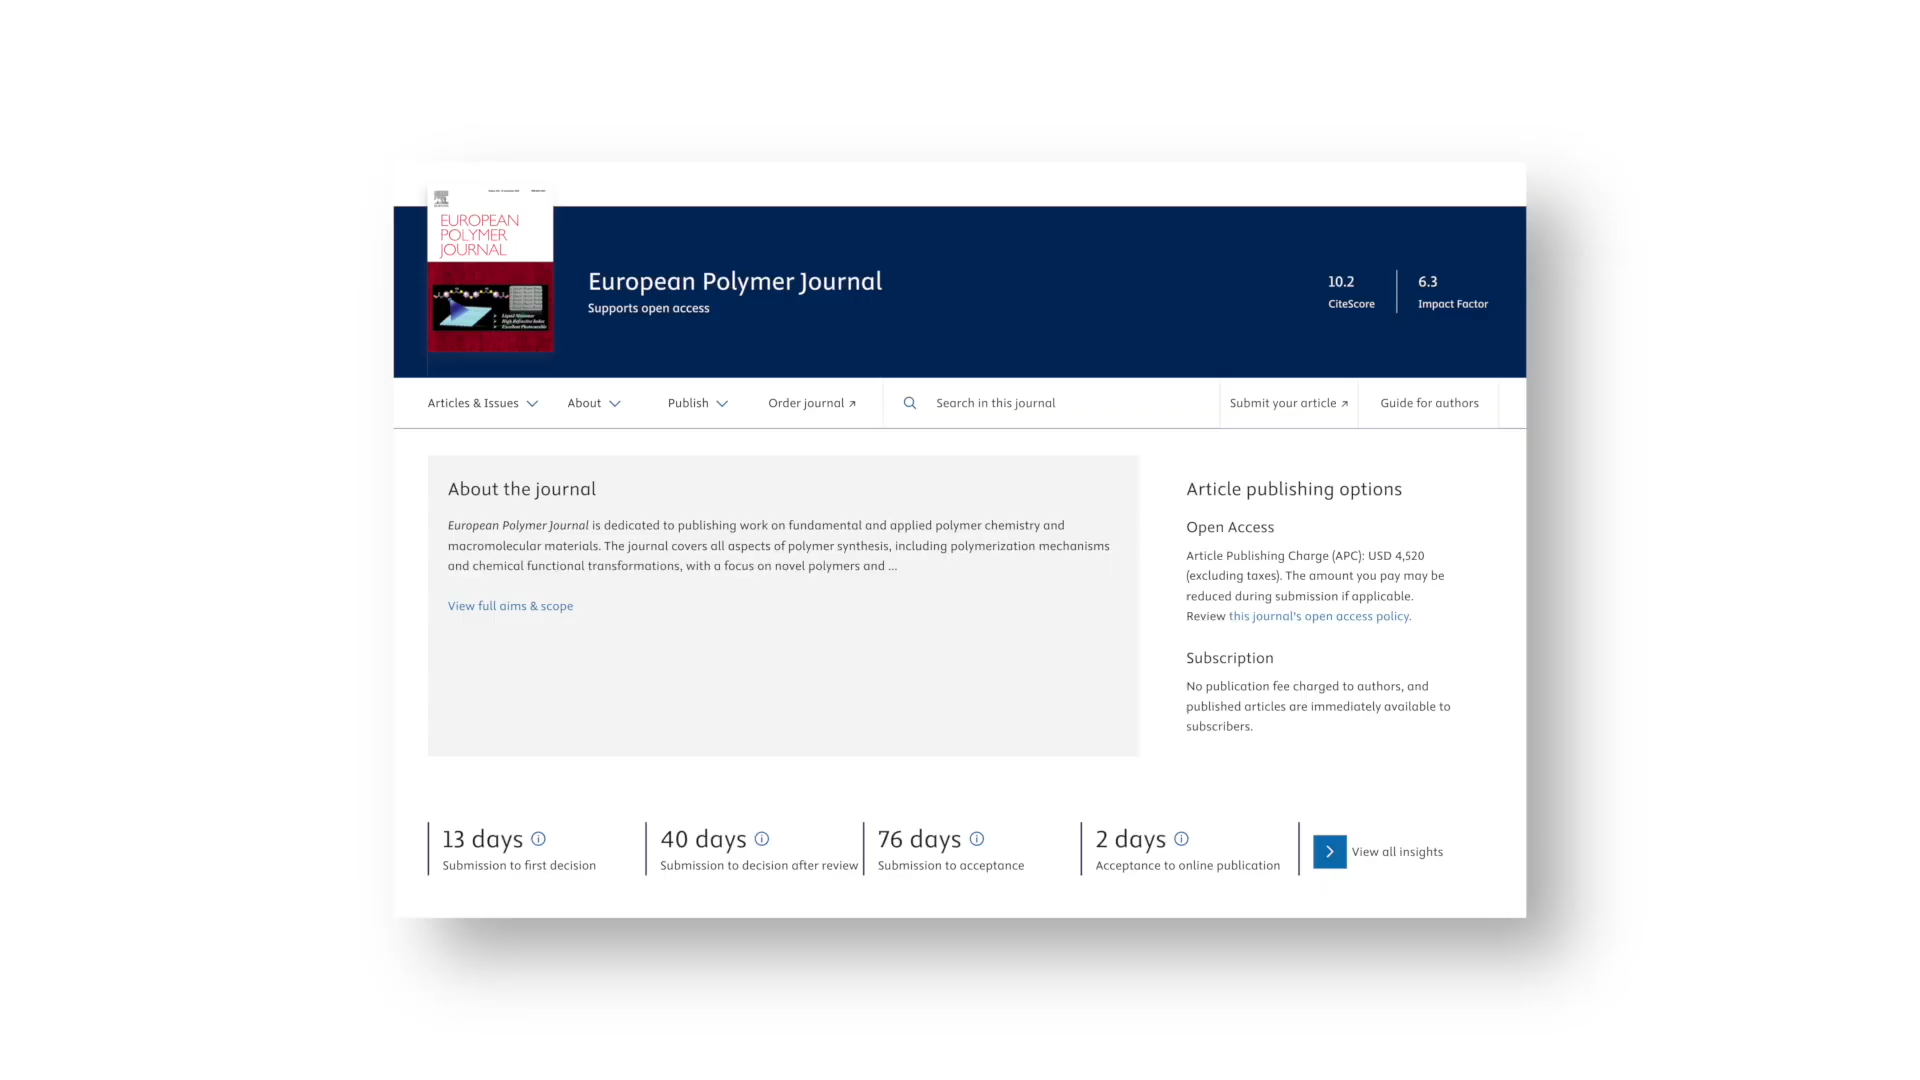 EUROPEAN
POLYMER
JOURNAL
Liquid Monomer
High Refractive Index
Excellent Photocurable
European Polymer Journal
Supports open access
10.2
CiteScore
6.3
Impact Factor
Articles & Issues
About
Publish
Order journal
Search in this journal
Submit your article
Guide for authors
About the journal
European Polymer Journal is dedicated to publishing work on fundamental and applied polymer chemistry and
macromolecular materials. The journal covers all aspects of polymer synthesis, including polymerization mechanisms
and chemical functional transformations, with a focus on novel polymers and ...
View full aims & scope
Article publishing options
Open Access
Article Publishing Charge (APC): USD 4,520
(excluding taxes). The amount you pay may be
reduced during submission if applicable.
Review this journal's open access policy.
Subscription
No publication fee charged to authors, and
published articles are immediately available to
subscribers.
13 days
Submission to first decision
40 days
Submission to decision after review
76 days
Submission to acceptance
2 days
Acceptance to online publication
View all insights